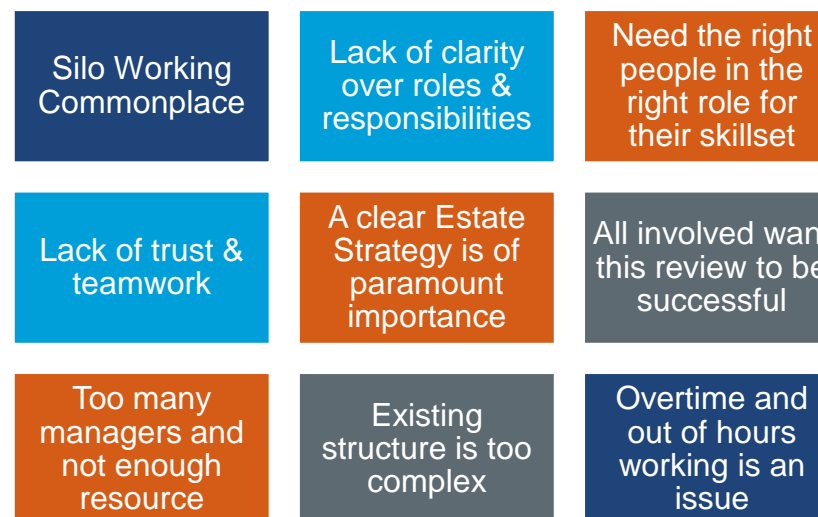 Silo Working
Commonplace
Lack of clarity
over roles &
responsibilities
Need the right
people in the
right role for
their skillset
Lack of trust &
teamwork
A clear Estate
Strategy is of
paramount
importance
All involved wan
this review to be
successful
Too many
managers and
not enough
resource
Existing
structure is too
complex
Overtime and
out of hours
working is an
issue